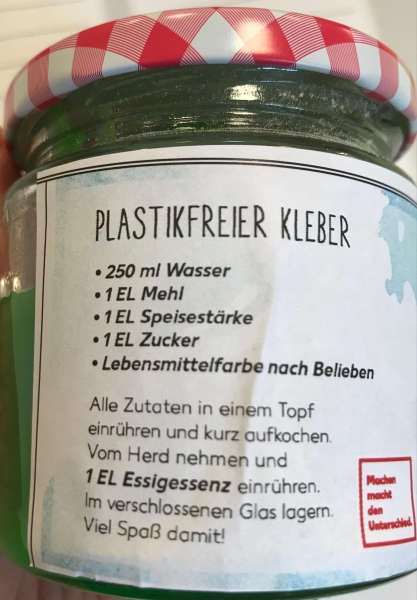 PLASTIKFREIER KLEBER
• 250 ml Wasser
• 1 EL Mehl
• 1 EL Speisestärke
• 1 EL Zucker
• Lebensmittelfarbe nach Belieben
Alle Zutaten in einem Topf
einrühren und kurz aufkochen.
Vom Herd nehmen und
1 EL Essigessenz einrühren.
Im verschlossenen Glas lagern.
Viel Spaß damit!
Machen
macht
den
Unterschied.